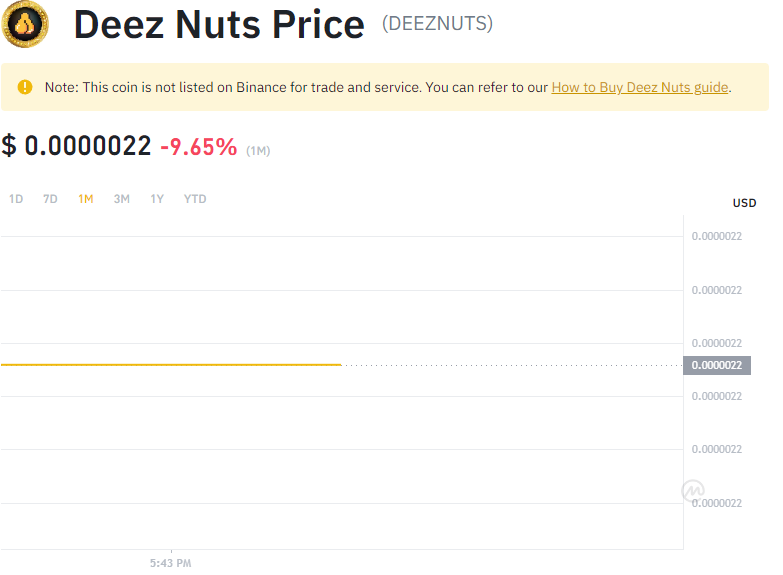 Deez Nuts Price (DEEZNUTS)
Note: This coin is not listed on Binance for trade and service. You can refer to our How to Buy Deez Nuts guide.
$ 0.0000022 -9.65% (1M)
1D 7D 1M 3M 1Y YTD
USD
0.0000022
0.0000022
0.0000022
0.0000022
0.0000022
0.0000022
0.0000022
5:43 PM